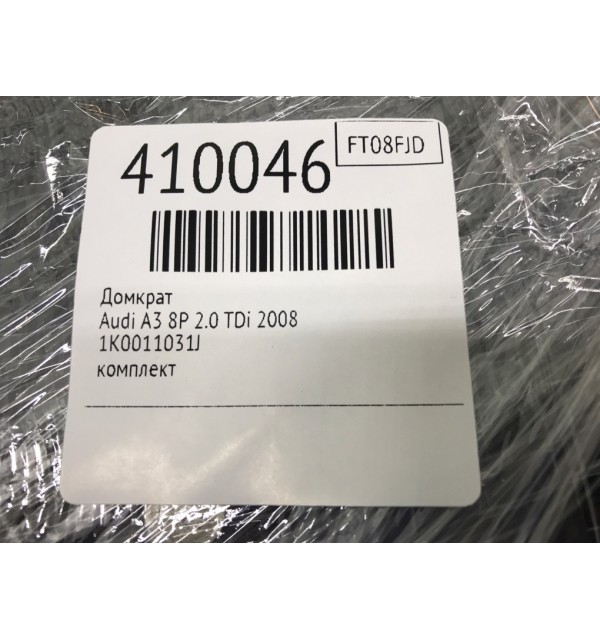 FT08FJD
410046
Домкрат
Audi A3 8P 2.0 TDi 2008
1K0011031J
комплект